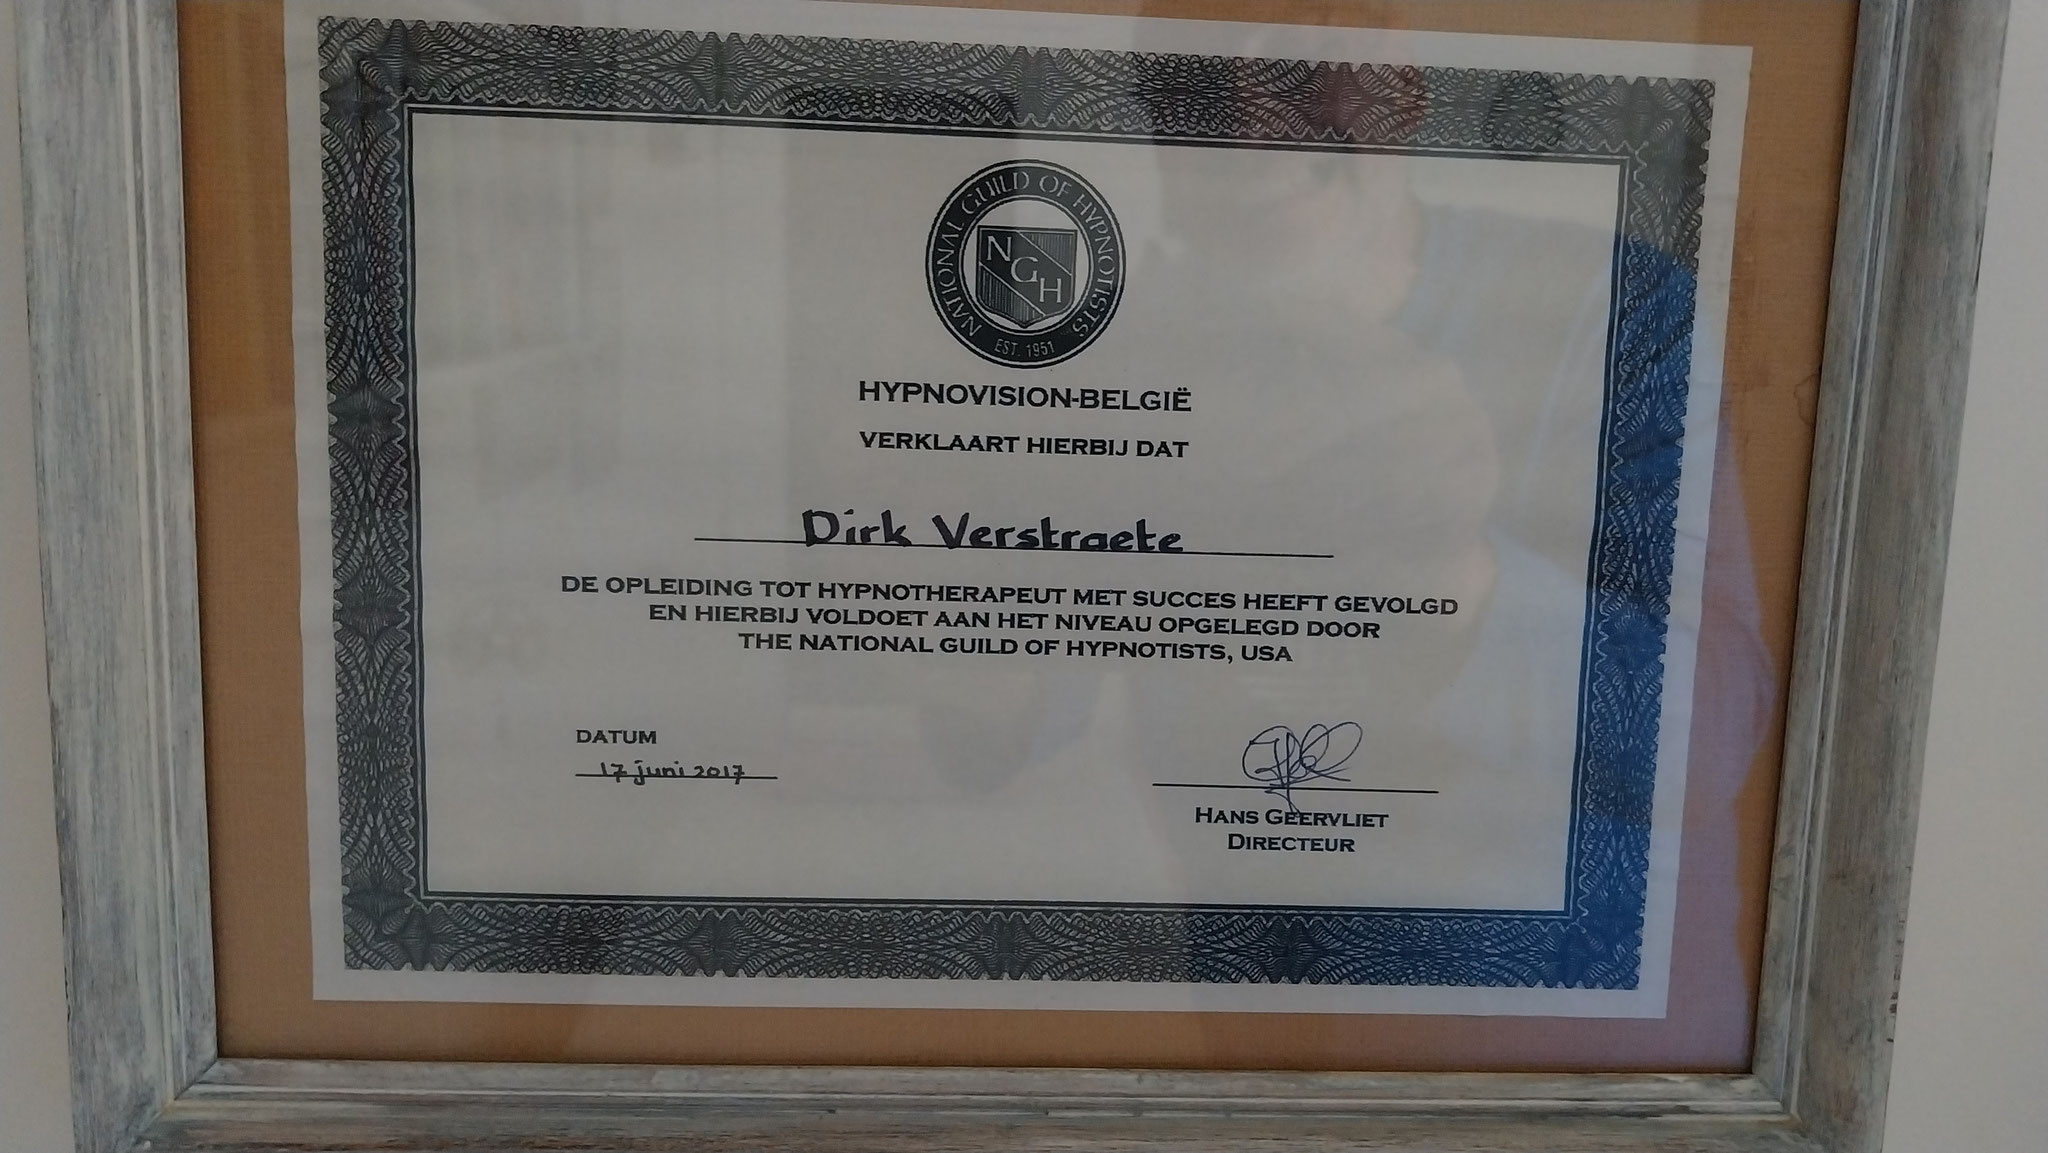 NATIONAL GUILD OF HYPNOTISTS
NGH
EST. 1951
HYPNOVISION-BELGIË
VERKLAART HIERBIJ DAT
Dirk Verstraete
DE OPLEIDING TOT HYPNOTHERAPEUT MET SUCCES HEEFT GEVOLGD
EN HIERBIJ VOLDOET AAN HET NIVEAU OPGELEGD DOOR
THE NATIONAL GUILD OF HYPNOTISTS, USA
DATUM
17 juni 2017
HANS GEERVLIET
DIRECTEUR